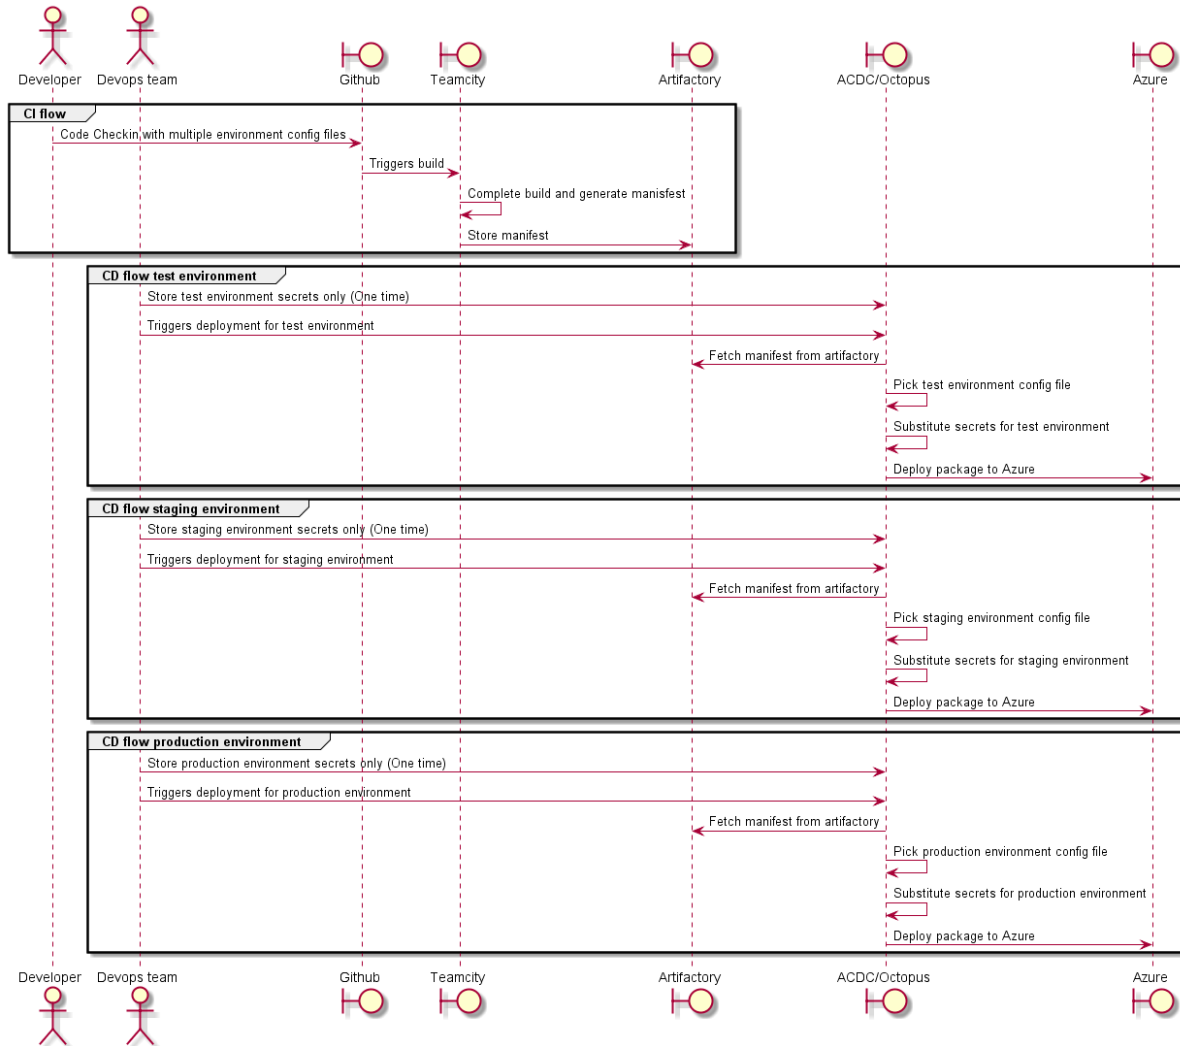 Developer Devops team Github Teamcity Artifactory ACDC/Octopus Azure
CI flow
Code Checkin with multiple environment config files
Triggers build
Complete build and generate manisfest
Store manifest
CD flow test environment
Store test environment secrets only (One time)
Triggers deployment for test environment
Fetch manifest from artifactory
Pick test environment config file
Substitute secrets for test environment
Deploy package to Azure
CD flow staging environment
Store staging environment secrets only (One time)
Triggers deployment for staging environment
Fetch manifest from artifactory
Pick staging environment config file
Substitute secrets for staging environment
Deploy package to Azure
CD flow production environment
Store production environment secrets only (One time)
Triggers deployment for production environment
Fetch manifest from artifactory
Pick production environment config file
Substitute secrets for production environment
Deploy package to Azure
Developer Devops team Github Teamcity Artifactory ACDC/Octopus Azure